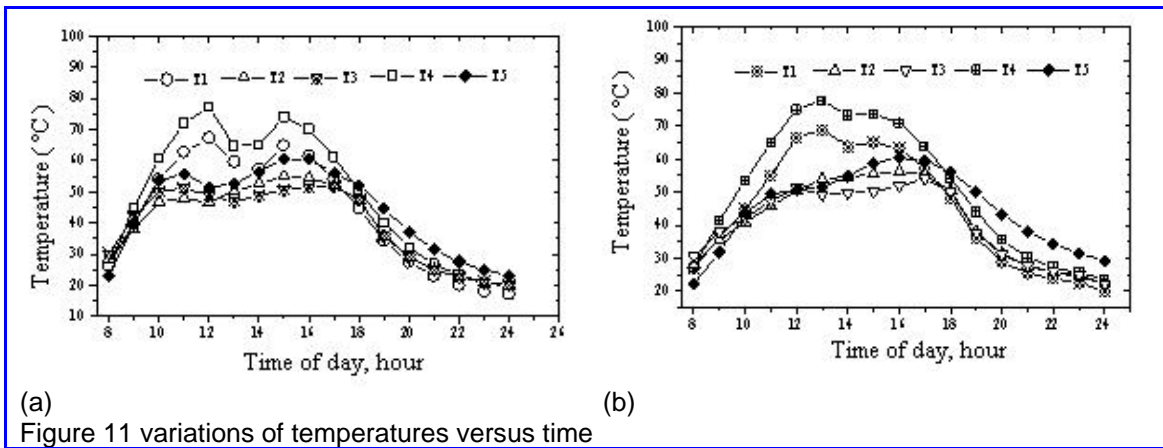 100
90
80
70
60
50
40
30
20
10
Temperature ( °C)
T1 T2 T3 T4 T5
8 10 12 14 16 18 20 22 24 26
Time of day, hour
100
90
80
70
60
50
40
30
20
Temperature ( °C)
T1 T2 T3 T4 T5
8 10 12 14 16 18 20 22 24
Time of day, hour
(a) (b)
Figure 11 variations of temperatures versus time